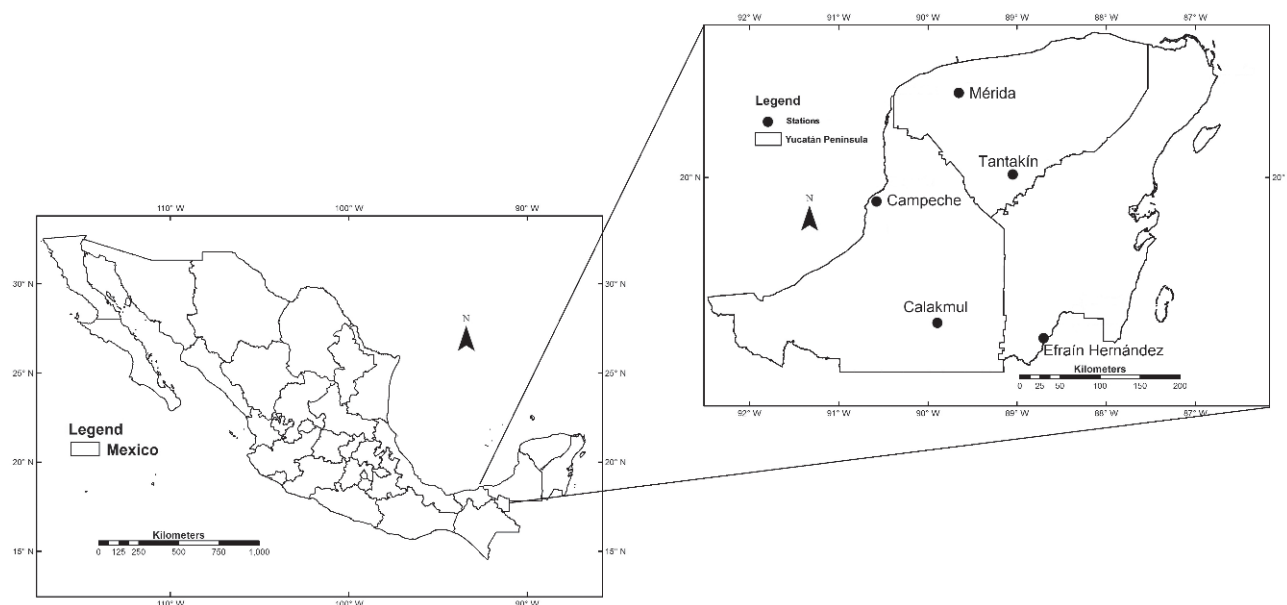 92° W 91° W 90° W 89° W 88° W 87° W
Legend
Stations
Yucatán Peninsula
Mérida
Tantakín
20° N
20°
N
Campeche
Calakmul
Efraín Hernández
Kilometers
0 25 50 100 150 200
92° W 91° W 90° W 89° W 88° W 87° W
110° W 100° W 90° W
30° N
30° N
N
25° N
25° N
Legend
Mexico
20° N
20° N
Kilometers
0 125 250 500 750 1,000
15° N
15° N
110° W 100° W 90° W